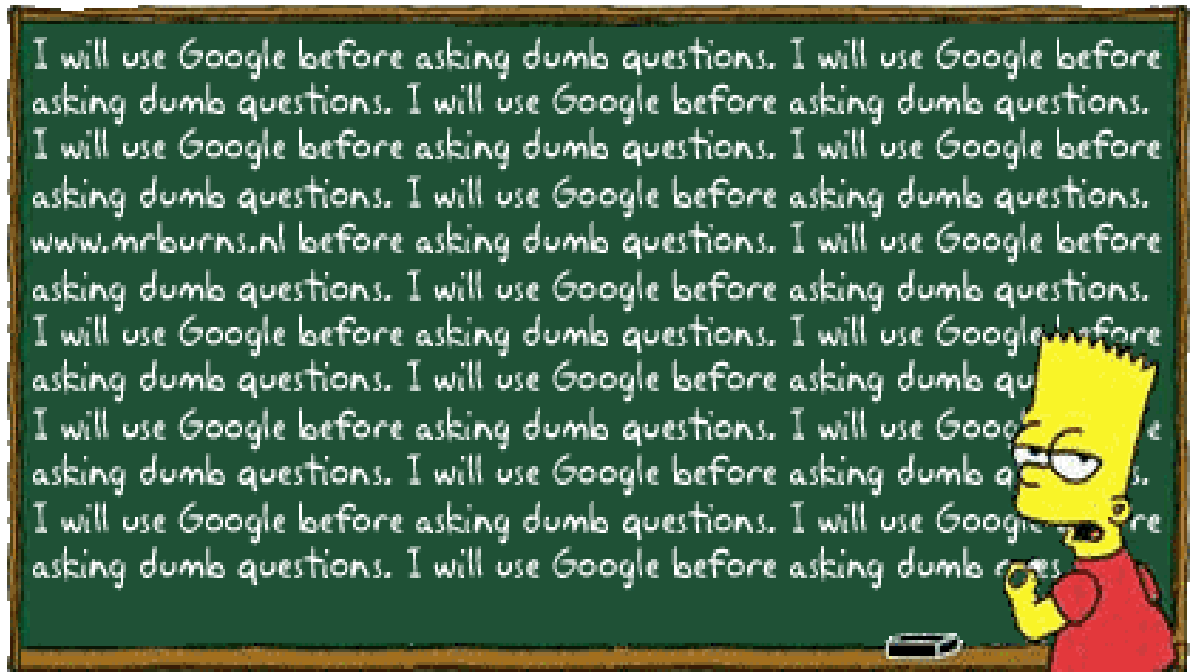 I will use Google before asking dumb questions. I will use Google before
asking dumb questions. I will use Google before asking dumb questions.
I will use Google before asking dumb questions. I will use Google before
asking dumb questions. I will use Google before asking dumb questions.
www.mrburns.nl before asking dumb questions. I will use Google before
asking dumb questions. I will use Google before asking dumb questions.
I will use Google before asking dumb questions. I will use Google before
asking dumb questions. I will use Google before asking dumb
I will use Google before asking dumb questions. I will use
asking dumb questions. I will use Google before asking dumb
I will use Google before asking dumb questions. I will use
asking dumb questions. I will use Google before asking dumb